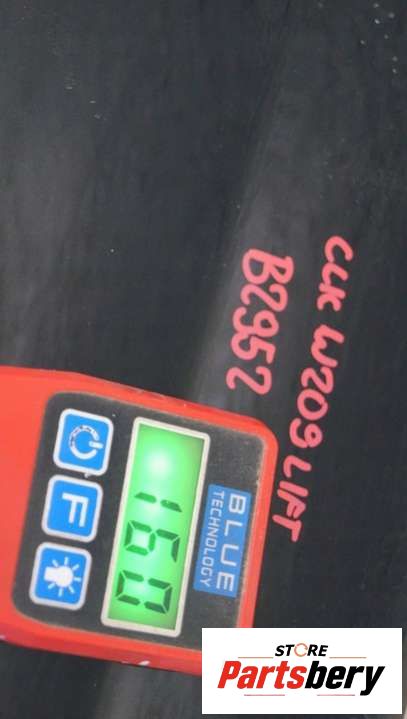 CLK W209 LIFT
B2952
BLUE
TECHNOLOGY
160
F
STORE
Partsbery